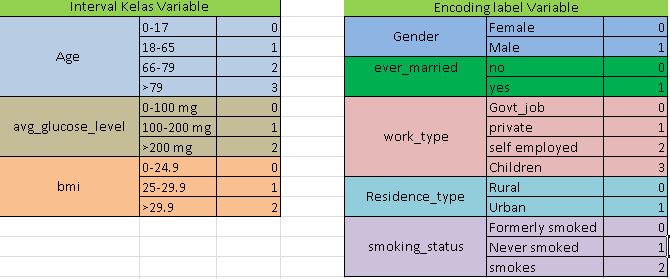 Interval Kelas Variable
Age
0-17 0
18-65 1
66-79 2
>79 3
avg_glucose_level
0-100 mg 0
100-200 mg 1
>200 mg 2
bmi
0-24.9 0
25-29.9 1
>29.9 2
Encoding label Variable
Gender
Female 0
Male 1
ever_married
no 0
yes 1
work_type
Govt_job 0
private 1
self employed 2
Children 3
Residence_type
Rural 0
Urban 1
smoking_status
Formerly smoked 0
Never smoked 1
smokes 2